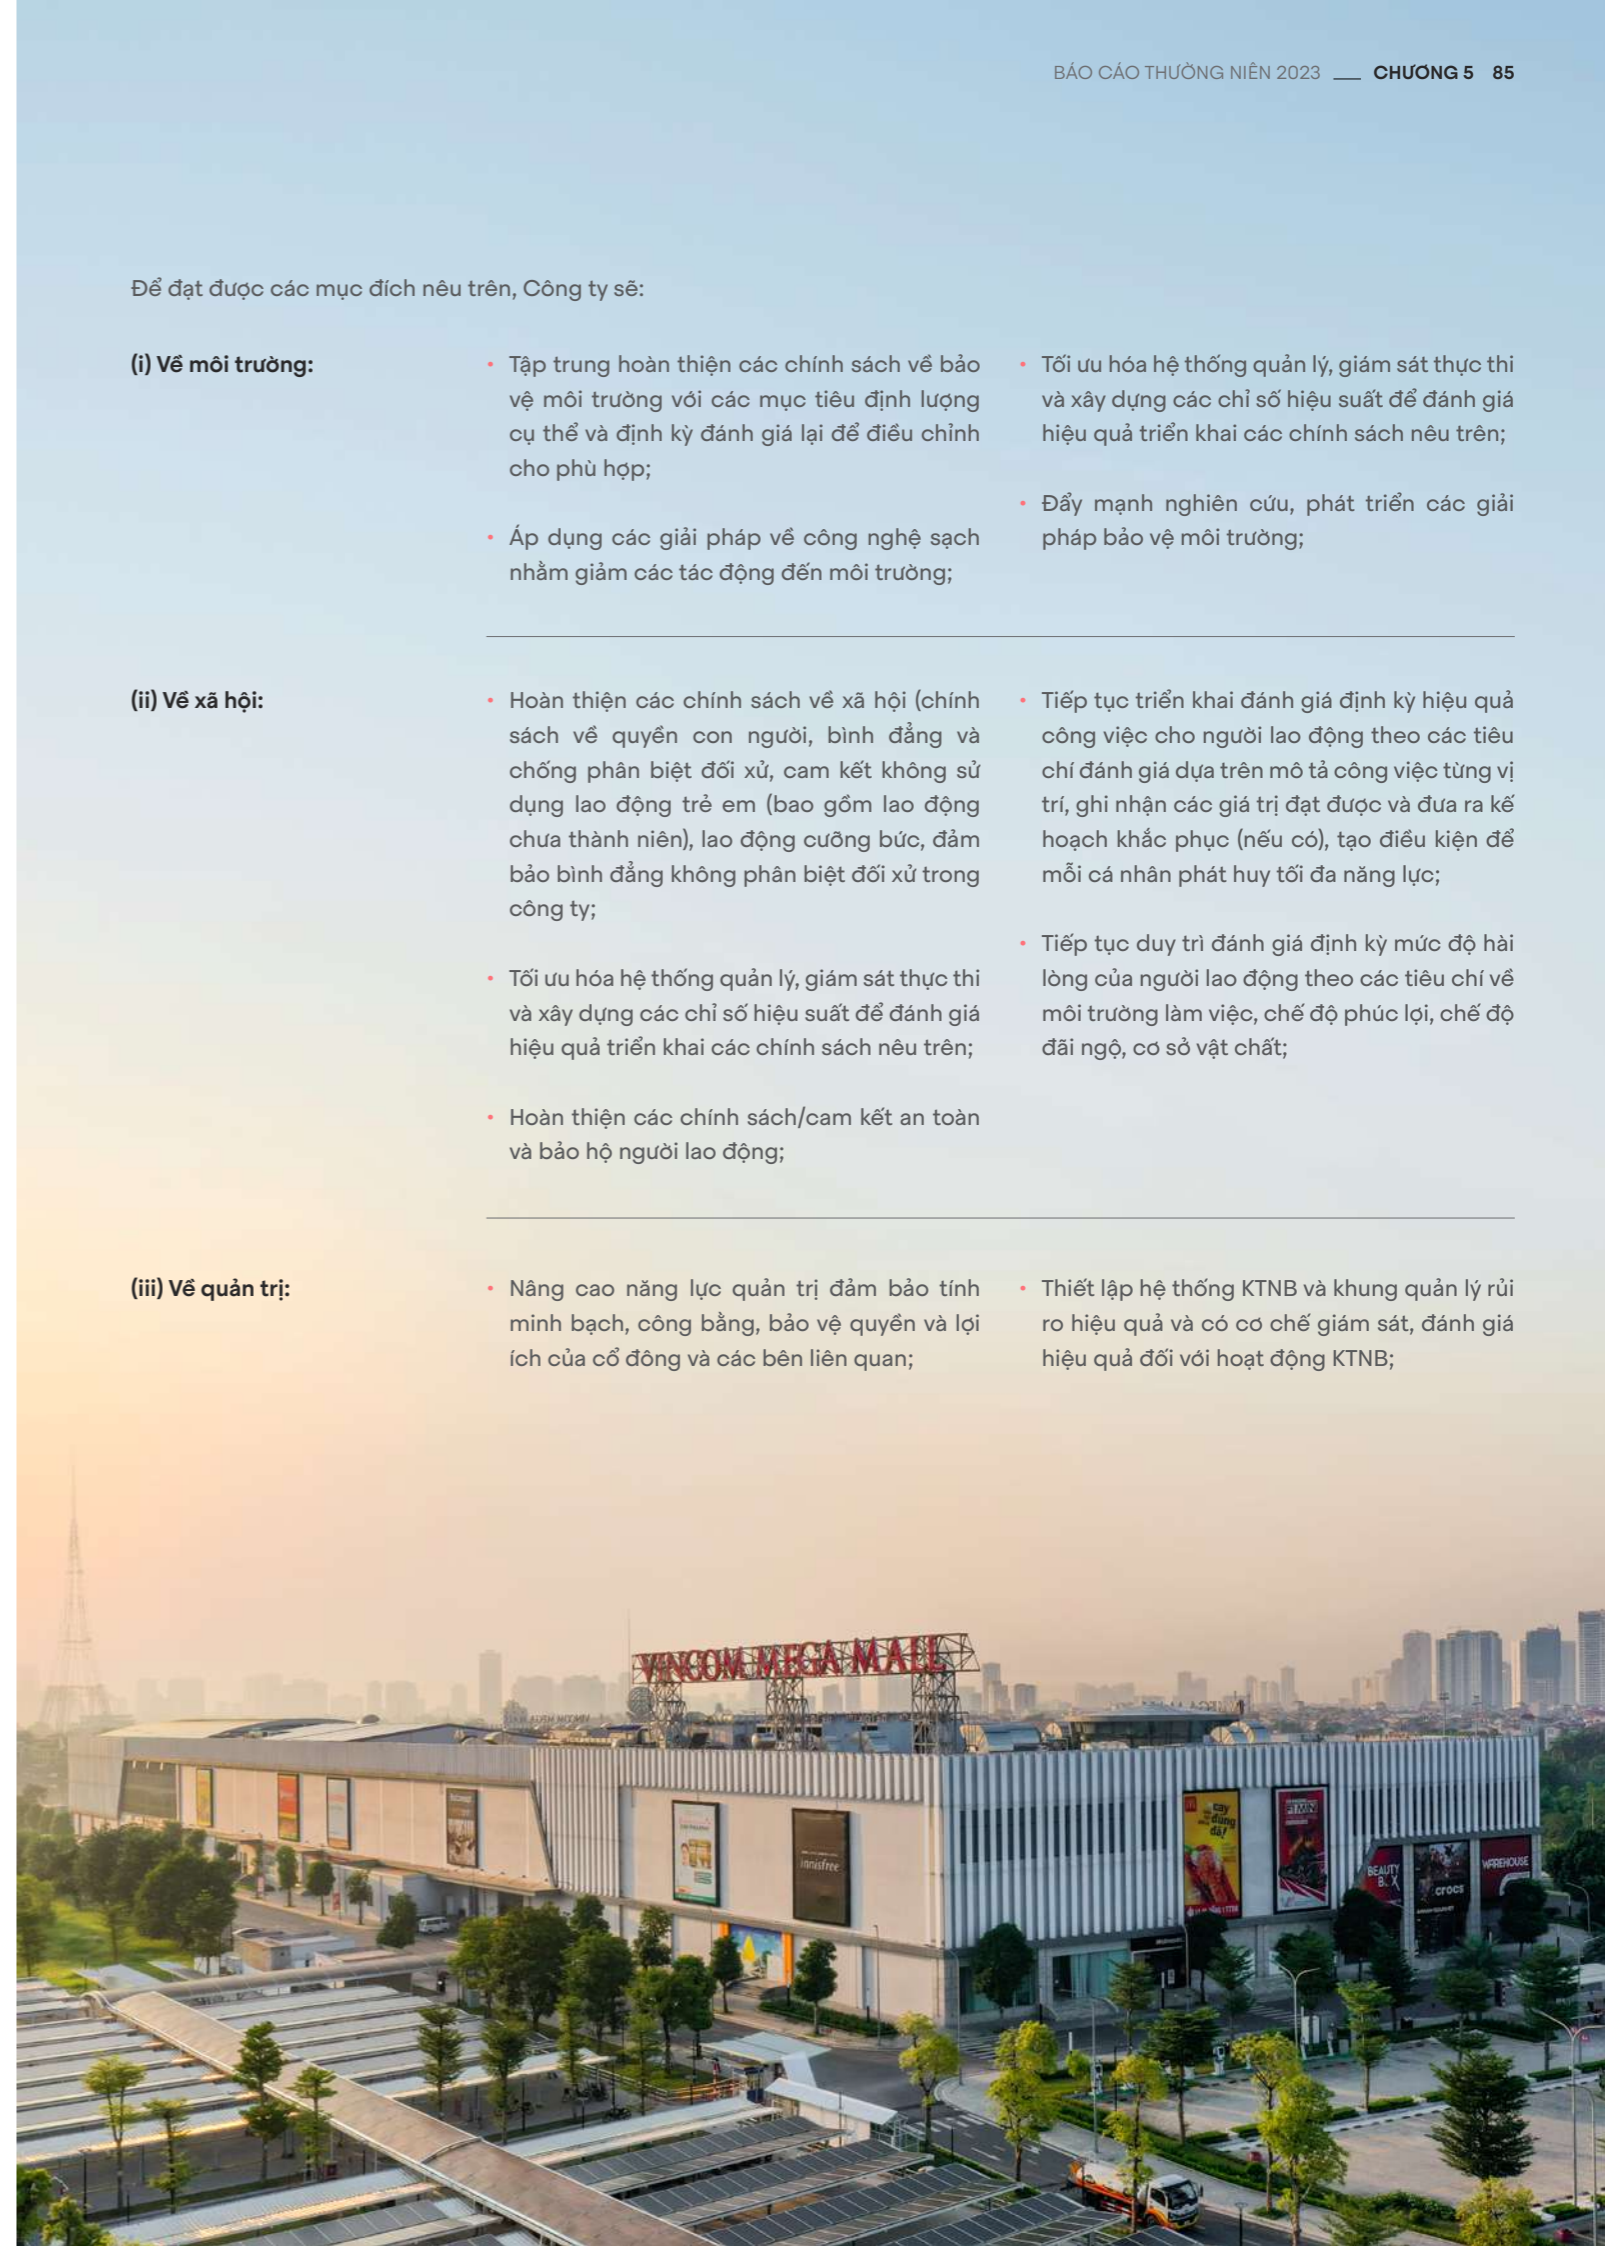 BÁO CÁO THƯỜNG NIÊN 2023 __ CHƯƠNG 5 85
Để đạt được các mục đích nêu trên, Công ty sẽ:
(i) Về môi trường:
• Tập trung hoàn thiện các chính sách về bảo
vệ môi trường với các mục tiêu định lượng
cụ thể và định kỳ đánh giá lại để điều chỉnh
cho phù hợp;
• Áp dụng các giải pháp về công nghệ sạch
nhằm giảm các tác động đến môi trường;
• Tối ưu hóa hệ thống quản lý, giám sát thực thi
và xây dựng các chỉ số hiệu suất để đánh giá
hiệu quả triển khai các chính sách nêu trên;
• Đẩy mạnh nghiên cứu, phát triển các giải
pháp bảo vệ môi trường;
(ii) Về xã hội:
• Hoàn thiện các chính sách về xã hội (chính
sách về quyền con người, bình đẳng và
chống phân biệt đối xử, cam kết không sử
dụng lao động trẻ em (bao gồm lao động
chưa thành niên), lao động cưỡng bức, đảm
bảo bình đẳng không phân biệt đối xử trong
công ty;
• Tối ưu hóa hệ thống quản lý, giám sát thực thi
và xây dựng các chỉ số hiệu suất để đánh giá
hiệu quả triển khai các chính sách nêu trên;
• Hoàn thiện các chính sách/cam kết an toàn
và bảo hộ người lao động;
• Tiếp tục triển khai đánh giá định kỳ hiệu quả
công việc cho người lao động theo các tiêu
chí đánh giá dựa trên mô tả công việc từng vị
trí, ghi nhận các giá trị đạt được và đưa ra kế
hoạch khắc phục (nếu có), tạo điều kiện để
mỗi cá nhân phát huy tối đa năng lực;
• Tiếp tục duy trì đánh giá định kỳ mức độ hài
lòng của người lao động theo các tiêu chí về
môi trường làm việc, chế độ phúc lợi, chế độ
đãi ngộ, cơ sở vật chất;
(iii) Về quản trị:
• Nâng cao năng lực quản trị đảm bảo tính
minh bạch, công bằng, bảo vệ quyền và lợi
ích của cổ đông và các bên liên quan;
• Thiết lập hệ thống KTNB và khung quản lý rủi
ro hiệu quả và có cơ chế giám sát, đánh giá
hiệu quả đối với hoạt động KTNB;
VINCOM MEGA MALL
innisfree
cay
đúng
đã!
BEAUTY
BOX
crocs
WAREHOUSE